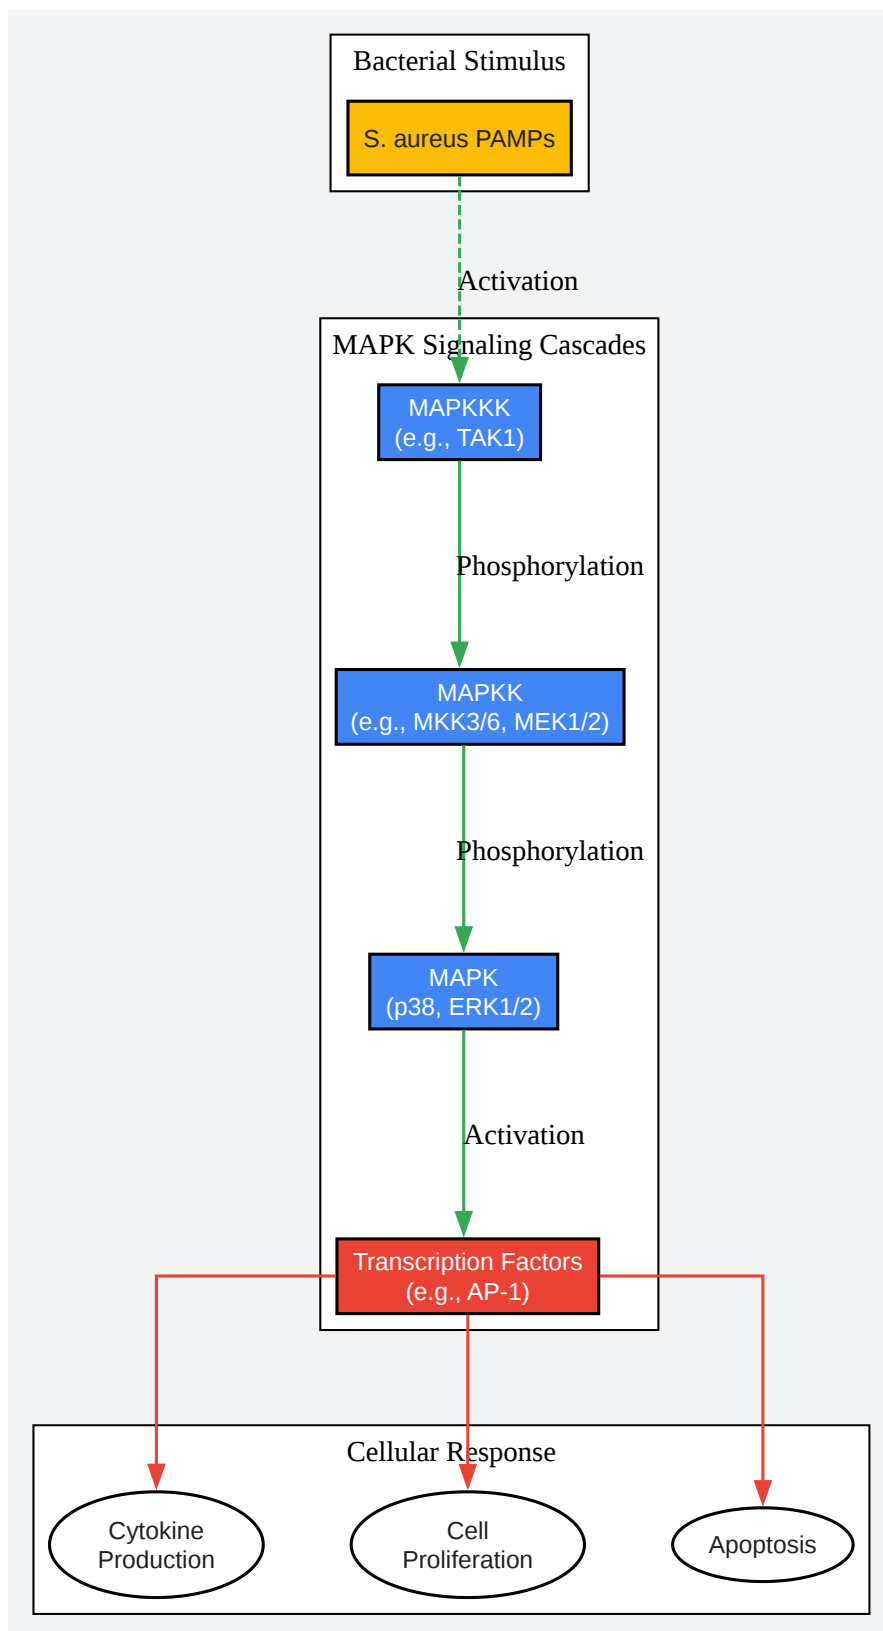 Bacterial Stimulus
S. aureus PAMPs
Activation
MAPK Signaling Cascades
MAPKKK
(e.g., TAK1)
Phosphorylation
MAPKK
(e.g., MKK3/6, MEK1/2)
Phosphorylation
MAPK
(p38, ERK1/2)
Activation
Transcription Factors
(e.g., AP-1)
Cellular Response
Cytokine
Production
Cell
Proliferation
Apoptosis